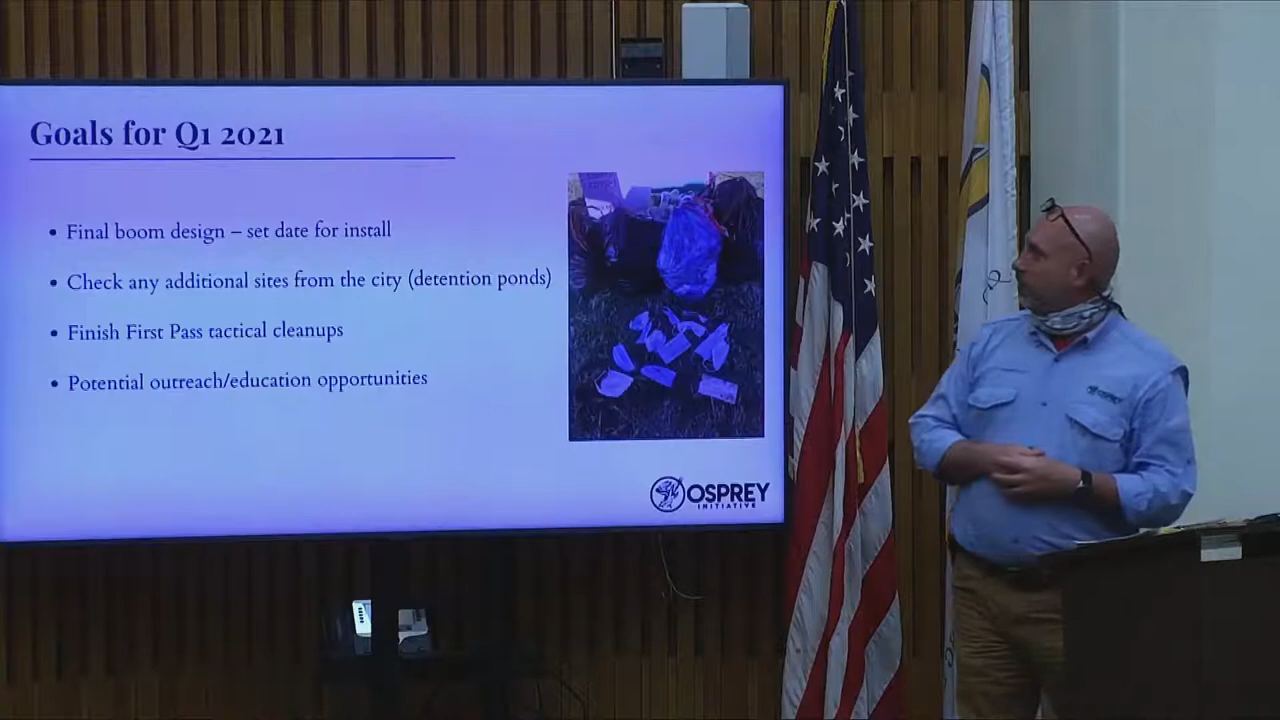 Goals for Q1 2021
• Final boom design – set date for install
• Check any additional sites from the city (detention ponds)
• Finish First Pass tactical cleanups
• Potential outreach/education opportunities
OSPREY
INITIATIVE
OSPREY